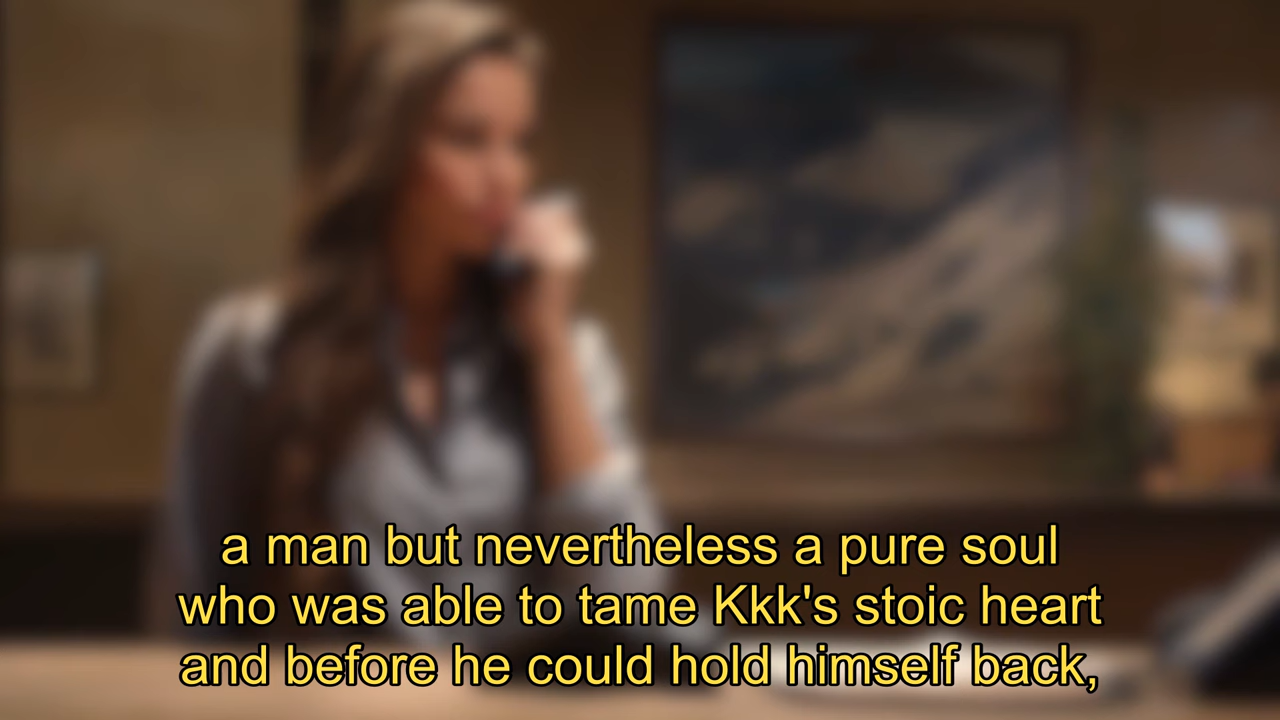 a man but nevertheless a pure soul
who was able to tame Kkk's stoic heart
and before he could hold himself back,